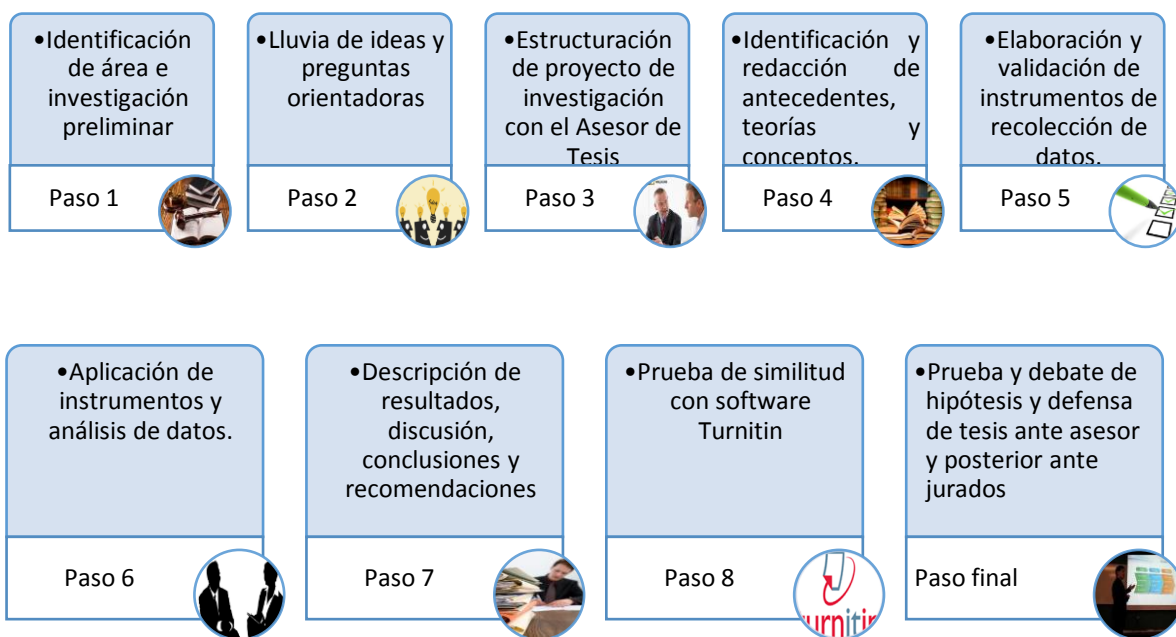 •Identificación
de área e
investigación
preliminar
Paso 1
•Lluvia de ideas y
preguntas
orientadoras
Paso 2
•Estructuración
de proyecto de
investigación
con el Asesor de
Tesis
Paso 3
•Identificación y
redacción de
antecedentes,
teorías y
conceptos.
Paso 4
•Elaboración y
validación de
instrumentos de
recolección de
datos.
Paso 5
•Aplicación de
instrumentos y
análisis de datos.
Paso 6
•Descripción de
resultados,
discusión,
conclusiones y
recomendaciones
Paso 7
•Prueba de similitud
con software
Turnitin
Paso 8
urnitin
•Prueba y debate de
hipótesis y defensa
de tesis ante asesor
y posterior ante
jurados
Paso final